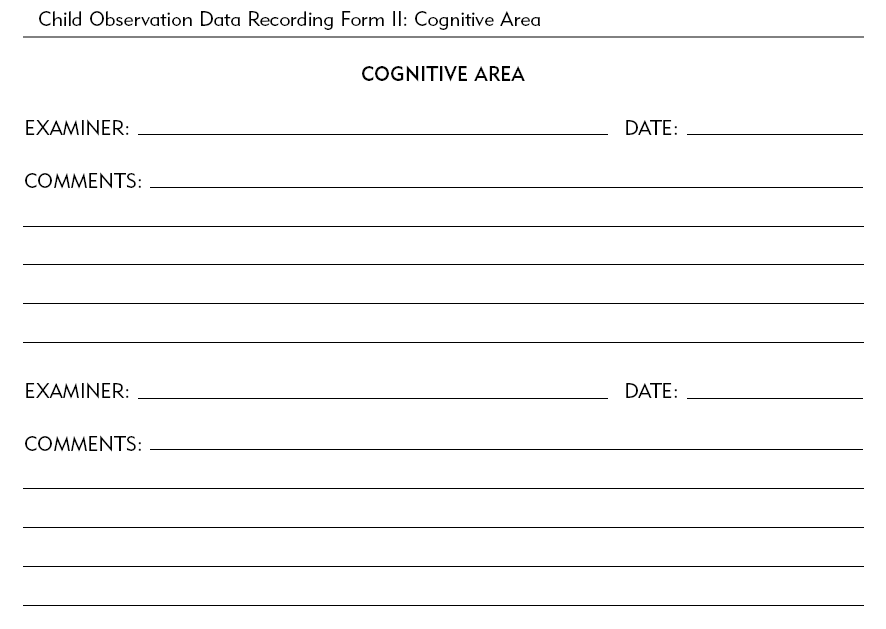 Child Observation Data Recording Form II: Cognitive Area
COGNITIVE AREA
EXAMINER: DATE:
COMMENTS:
EXAMINER: DATE:
COMMENTS: